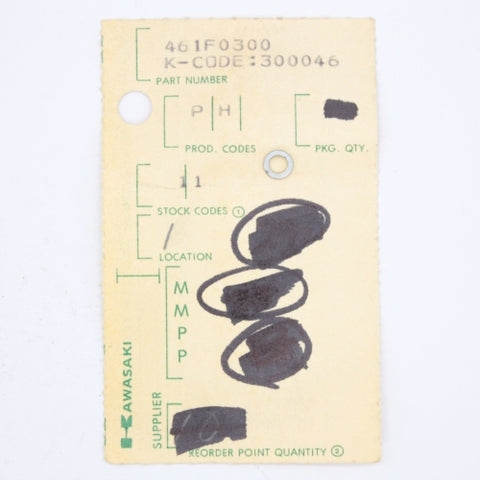 461F0300
K-CODE:300046
PART NUMBER
P H
PROD. CODES
PKG. QTY.
11
STOCK CODES ①
/
LOCATION
M
M
P
P
KAWASAKI
SUPPLIER
10
REORDER POINT QUANTITY ②